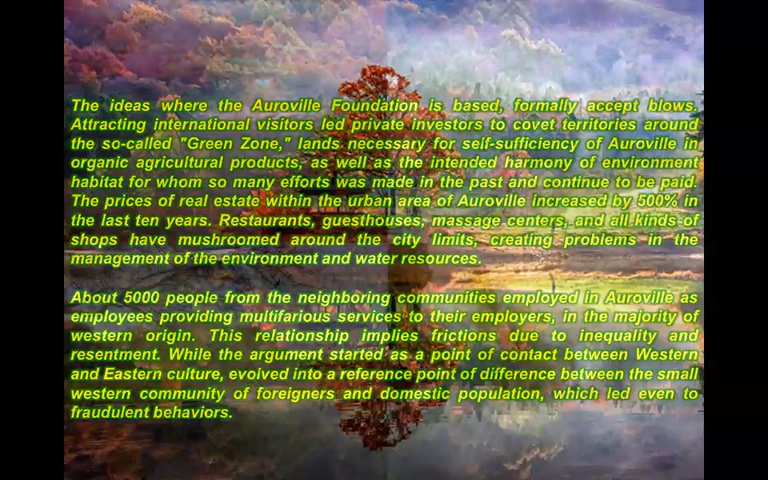 The ideas where the Auroville Foundation is based, formally accept blows.
Attracting international visitors led private investors to covet territories around
the so-called "Green Zone," lands necessary for self-sufficiency of Auroville in
organic agricultural products, as well as the intended harmony of environment
habitat for whom so many efforts was made in the past and continue to be paid.
The prices of real estate within the urban area of Auroville increased by 500% in
the last ten years. Restaurants, guesthouses, massage centers, and all kinds of
shops have mushroomed around the city limits, creating problems in the
management of the environment and water resources.
About 5000 people from the neighboring communities employed in Auroville as
employees providing multifarious services to their employers, in the majority of
western origin. This relationship implies frictions due to inequality and
resentment. While the argument started as a point of contact between Western
and Eastern culture, evolved into a reference point of difference between the small
western community of foreigners and domestic population, which led even to
fraudulent behaviors.